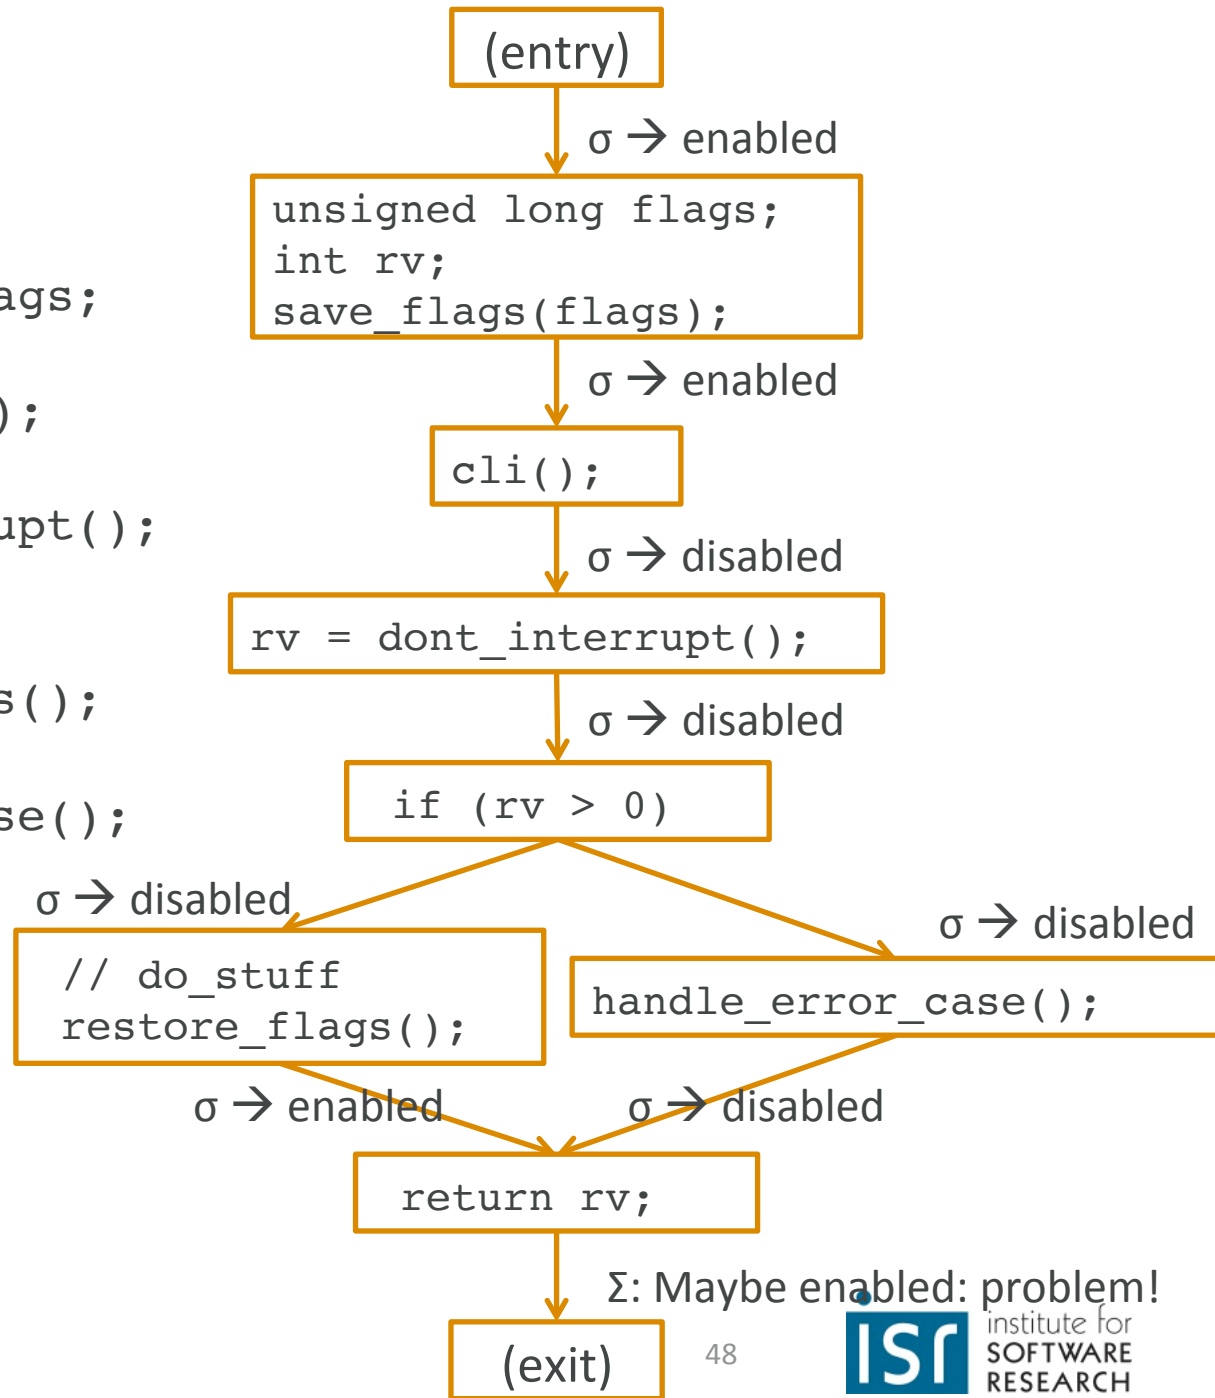 (entry)
σ → enabled
unsigned long flags;
int rv;
save_flags(flags);
ags;
σ → enabled
);
cli();
upt();
σ → disabled
rv = dont_interrupt();
s();
σ → disabled
if (rv > 0)
se();
σ → disabled
σ → disabled
// do_stuff
restore_flags();
handle_error_case();
σ → enabled
σ → disabled
return rv;
Σ: Maybe enabled: problem!
(exit)
48
isr institute for
SOFTWARE
RESEARCH